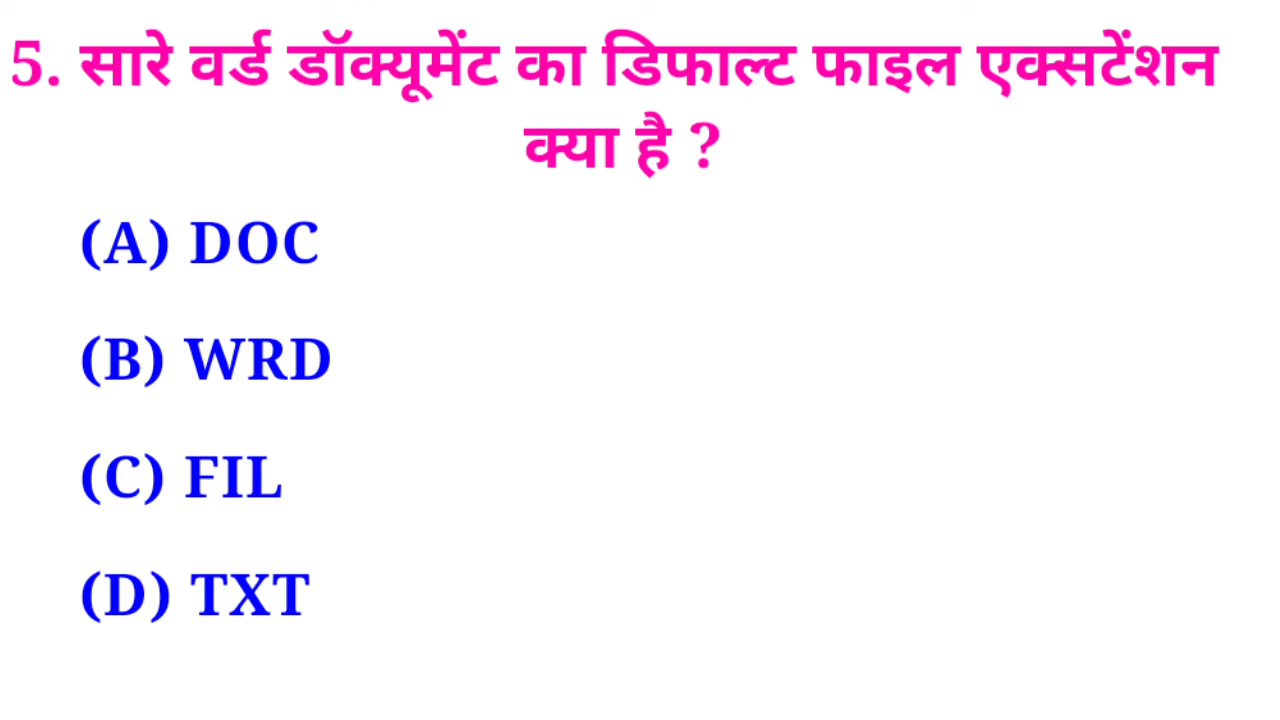 5. सारे वर्ड डॉक्यूमेंट का डिफाल्ट फाइल एक्सटेंशन
क्या है ?
(A) DOC
(B) WRD
(C) FIL
(D) TXT